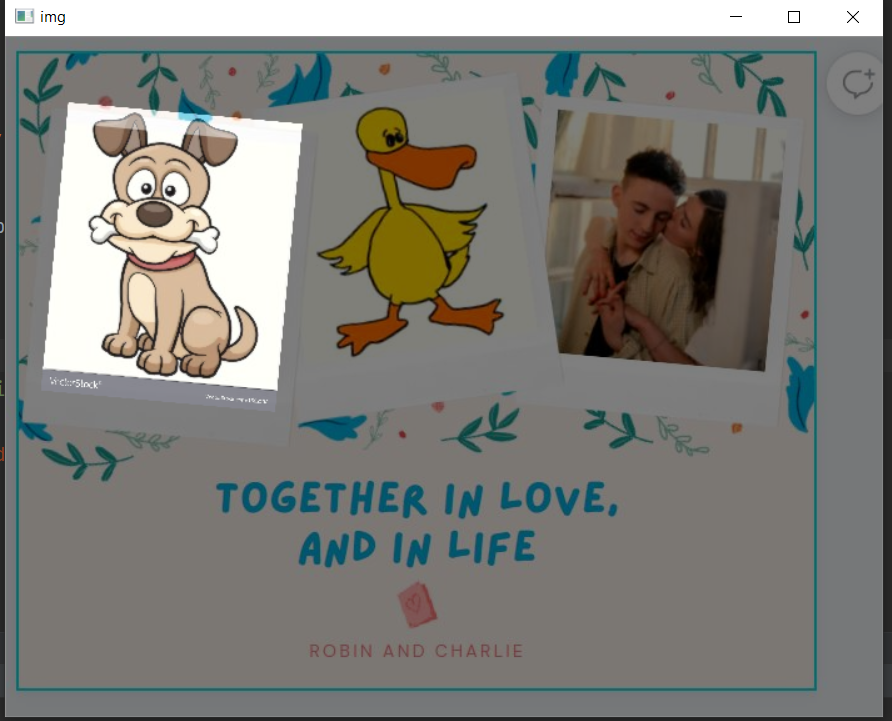 img
VectorStock®
TOGETHER IN LOVE,
AND IN LIFE
ROBIN AND CHARLIE